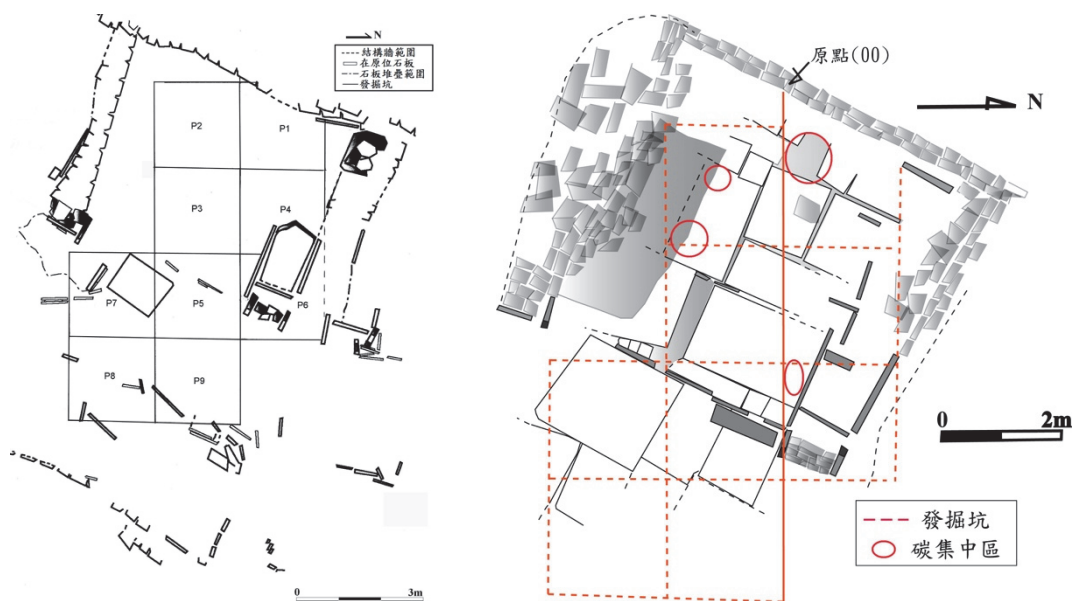 N
結構牆範圍
在原位石板
石板堆疊範圍
發掘坑
P2
P1
P3
P4
P7
P5
P6
P8
P9
0 3m
原點(00)
N
0 2m
發掘坑
碳集中區